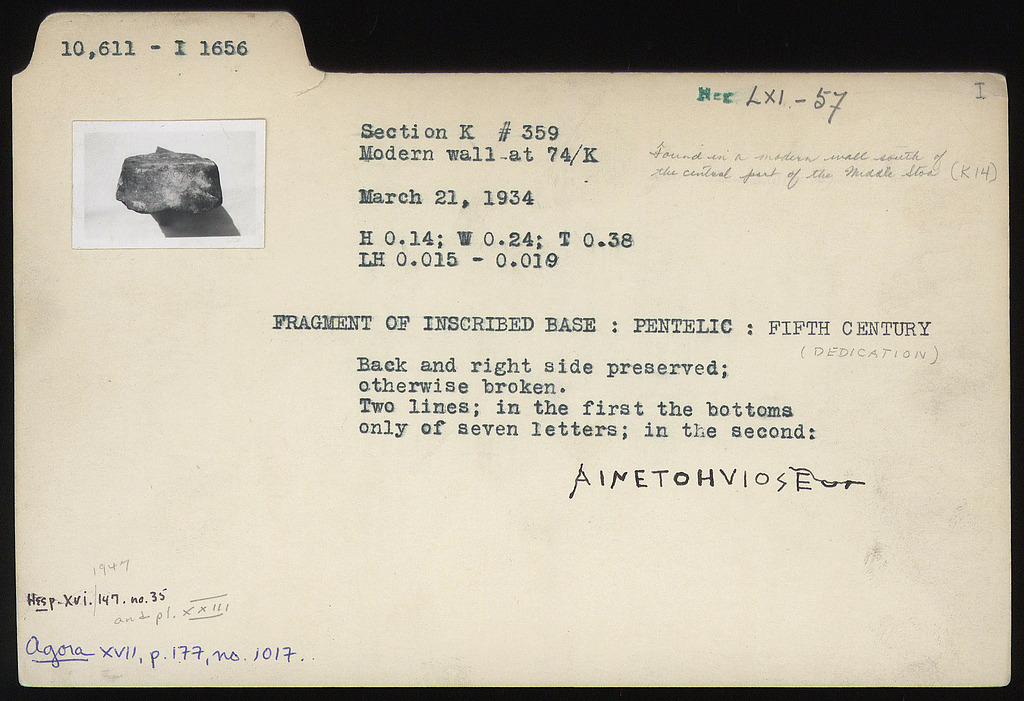 10,611 - I 1656
Neg LXI - 57
I
Section K # 359
Modern wall at 74/K
Found in a modern wall south of
the central part of the Middle Stoa (K 14)
March 21, 1934
H 0.14; W 0.24; T 0.38
LH 0.015 - 0.019
FRAGMENT OF INSCRIBED BASE : PENTELIC : FIFTH CENTURY
(DEDICATION)
Back and right side preserved;
otherwise broken.
Two lines; in the first the bottoms
only of seven letters; in the second:
ΑΙΝΕΤΟΗVΙΟSΕ
1947
Hesp. XVI. 147. no. 35
and pl. XXIII
Agora XVII, p. 177, no. 1017..